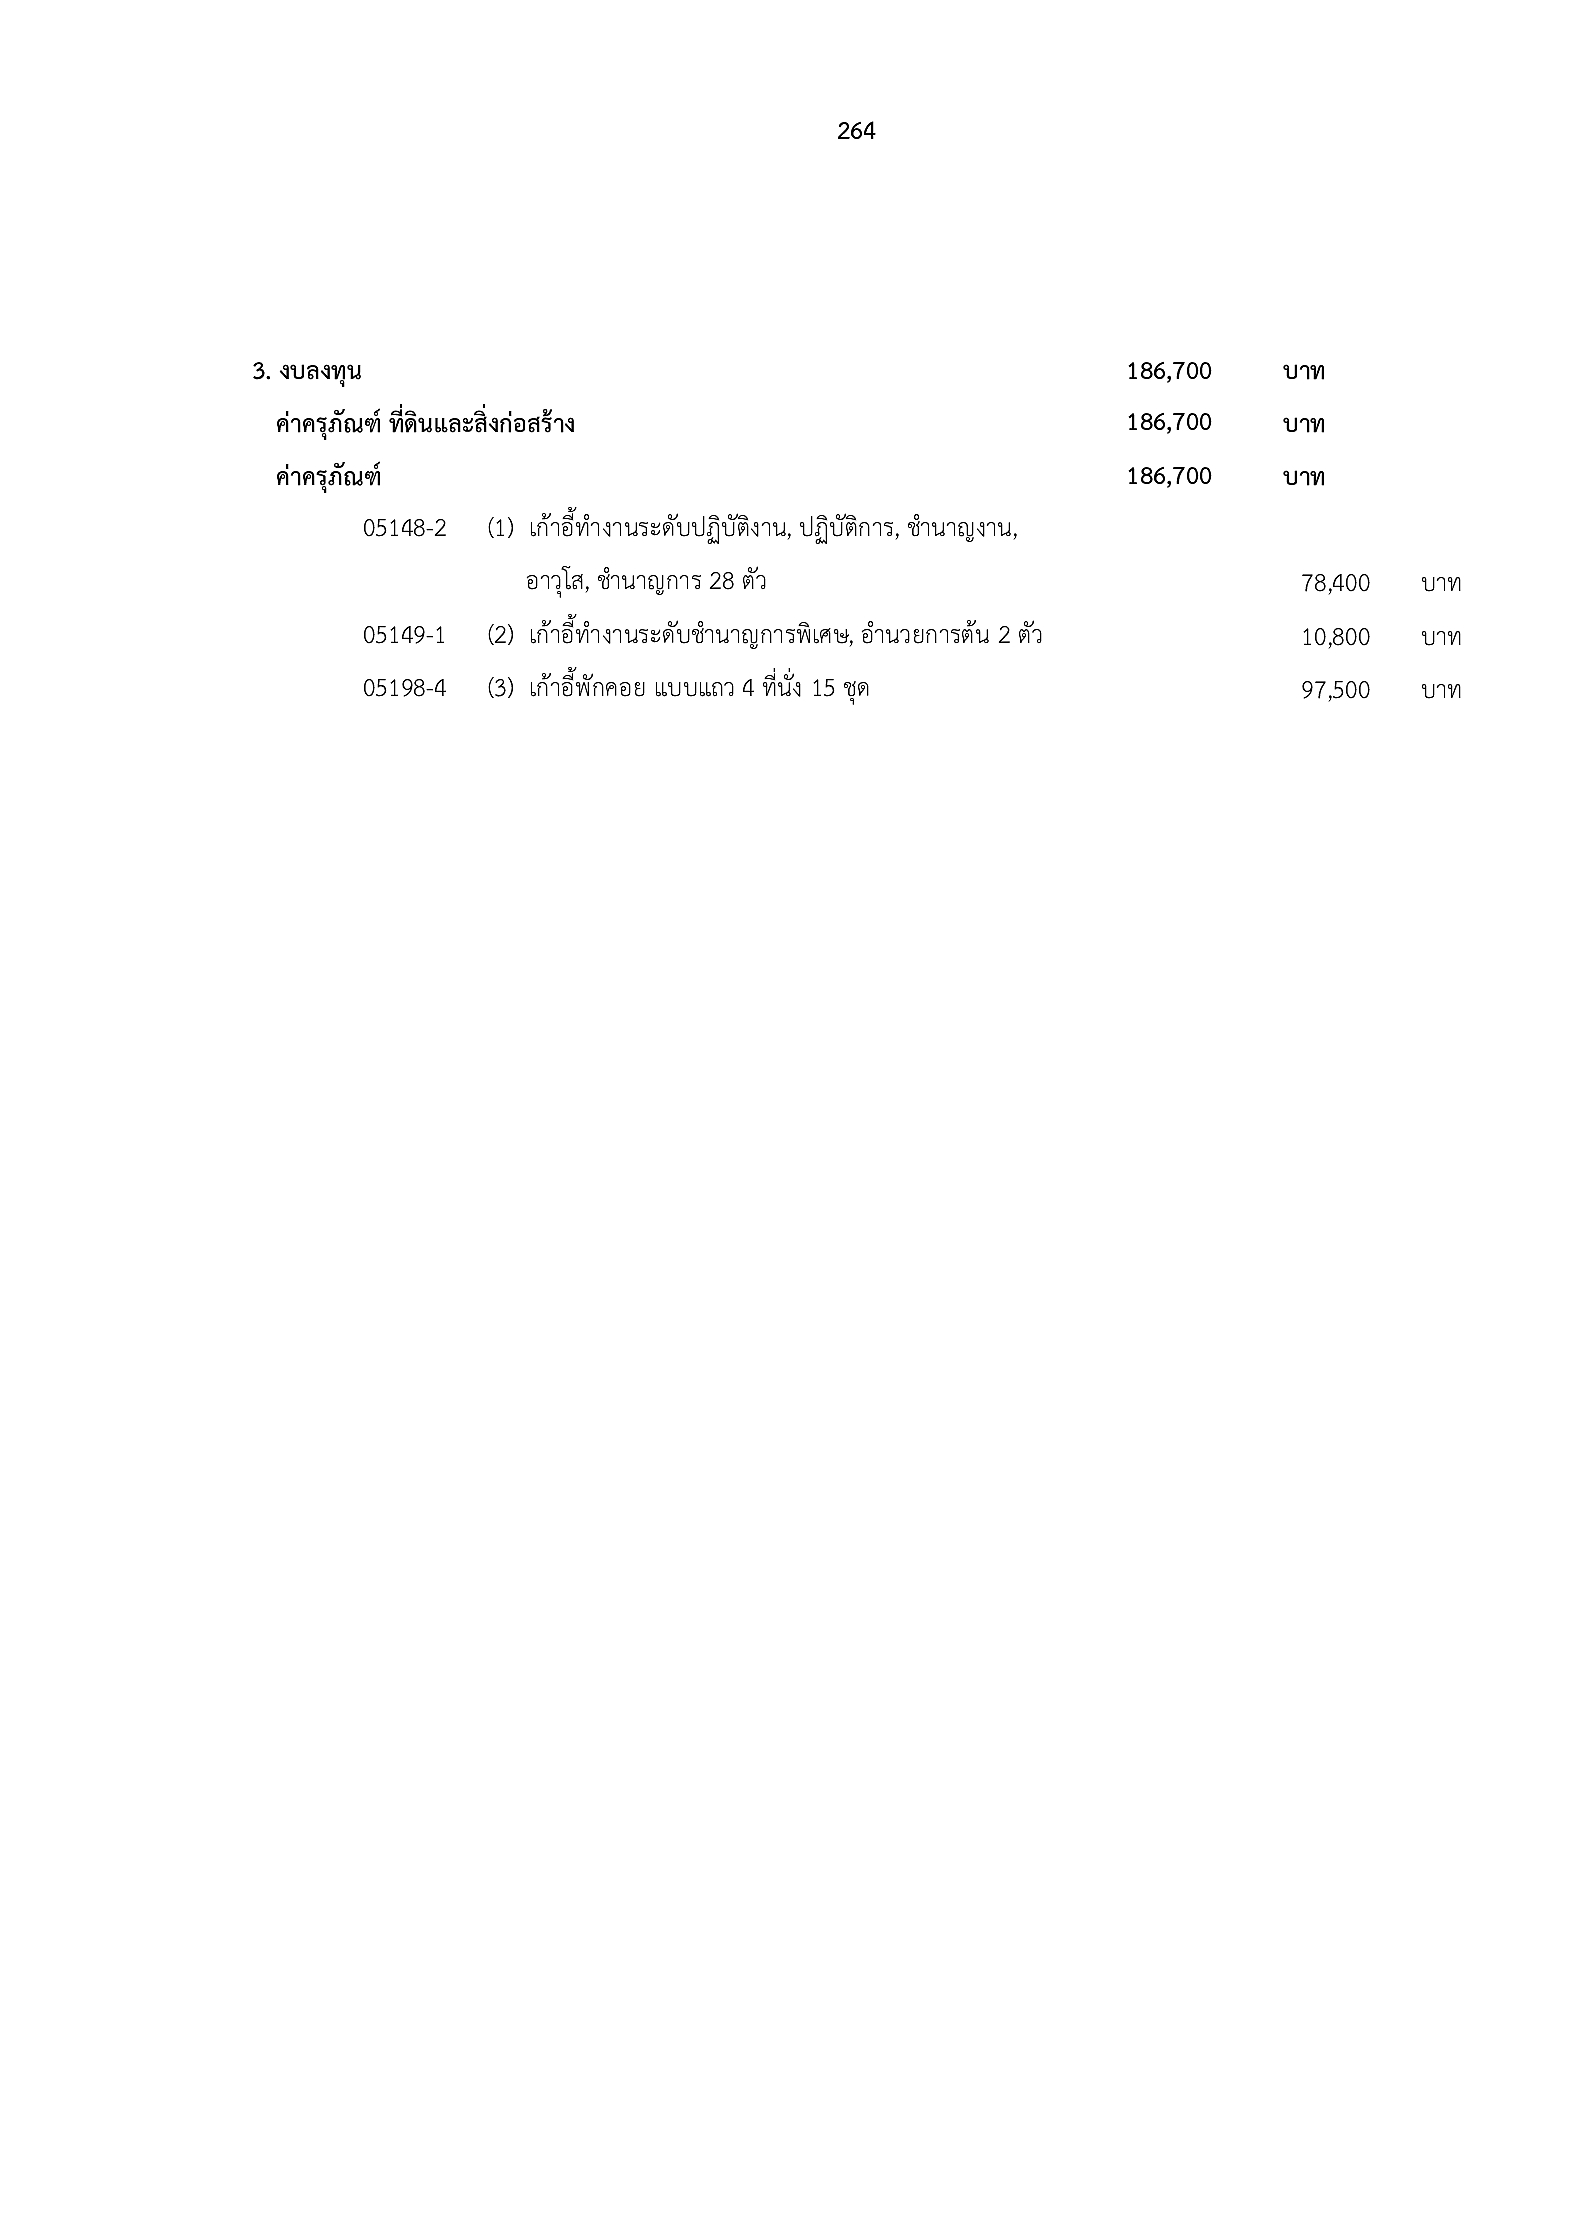 264
3. งบลงทุน 186,700 บาท
ค่าครุภัณฑ์ ที่ดินและสิ่งก่อสร้าง 186,700 บาท
ค่าครุภัณฑ์ 186,700 บาท
05148-2 (1) เก้าอี้ทำงานระดับปฏิบัติงาน, ปฏิบัติการ, ชำนาญงาน,
อาวุโส, ชำนาญการ 28 ตัว 78,400 บาท
05149-1 (2) เก้าอี้ทำงานระดับชำนาญการพิเศษ, อำนวยการต้น 2 ตัว 10,800 บาท
05198-4 (3) เก้าอี้พักคอย แบบแถว 4 ที่นั่ง 15 ชุด 97,500 บาท